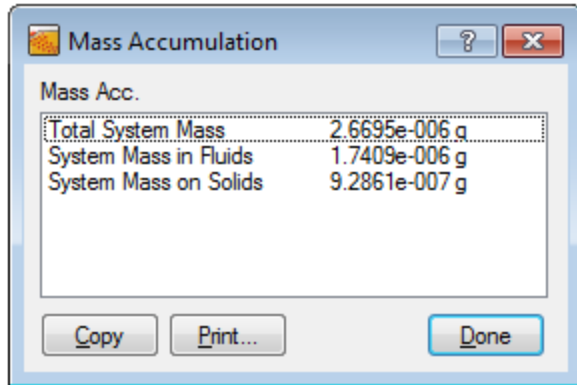 Mass Accumulation
Mass Acc.
Total System Mass 2.6695e-006 g
System Mass in Fluids 1.7409e-006 g
System Mass on Solids 9.2861e-007 g
Copy Print... Done